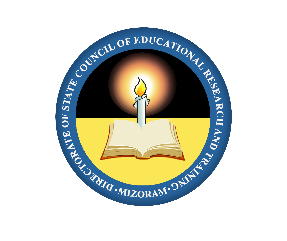 DIRECTORATE OF STATE COUNCIL OF EDUCATIONAL RESEARCH AND TRAINING
•MIZORAM•